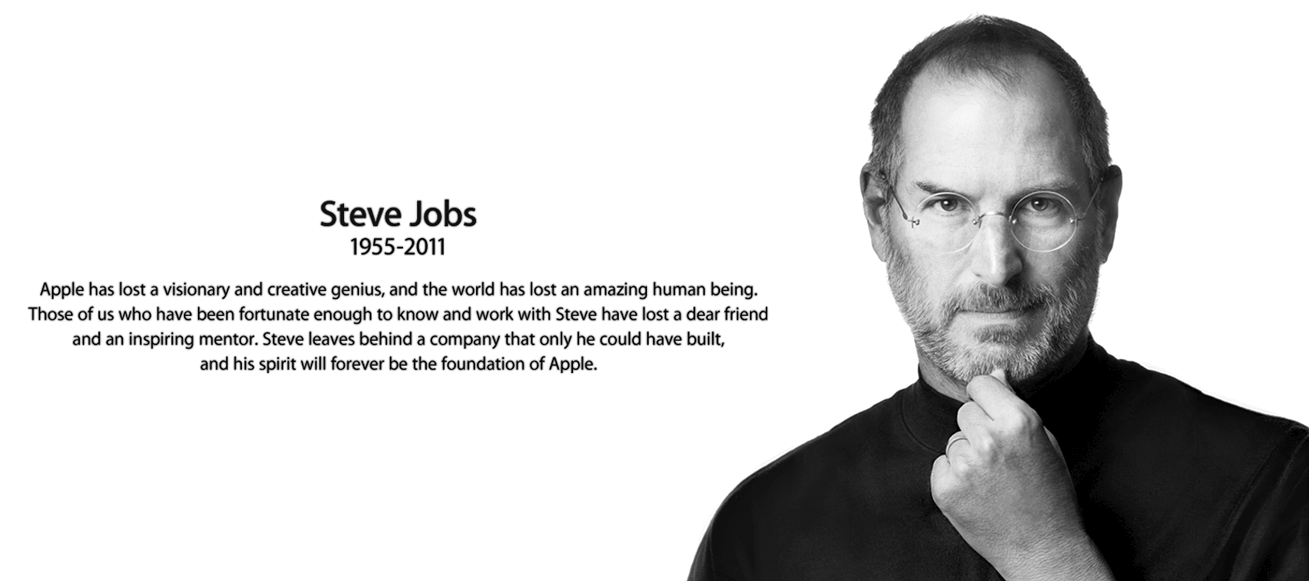 Steve Jobs
1955-2011
Apple has lost a visionary and creative genius, and the world has lost an amazing human being.
Those of us who have been fortunate enough to know and work with Steve have lost a dear friend
and an inspiring mentor. Steve leaves behind a company that only he could have built,
and his spirit will forever be the foundation of Apple.